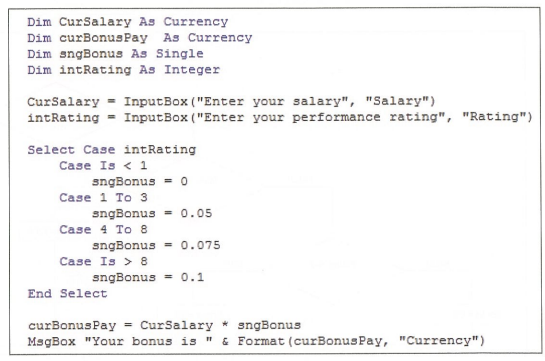 Dim CurSalary As Currency
Dim curBonusPay  As Currency
Dim sngBonus As Single
Dim intRating As Integer

CurSalary = InputBox("Enter your salary", "Salary")
intRating = InputBox("Enter your performance rating", "Rating")

Select Case intRating
    Case Is < 1
        sngBonus = 0
    Case 1 To 3
        sngBonus = 0.05
    Case 4 To 8
        sngBonus = 0.075
    Case Is > 8
        sngBonus = 0.1
End Select

curBonusPay = CurSalary * sngBonus
MsgBox "Your bonus is " & Format(curBonusPay, "Currency")